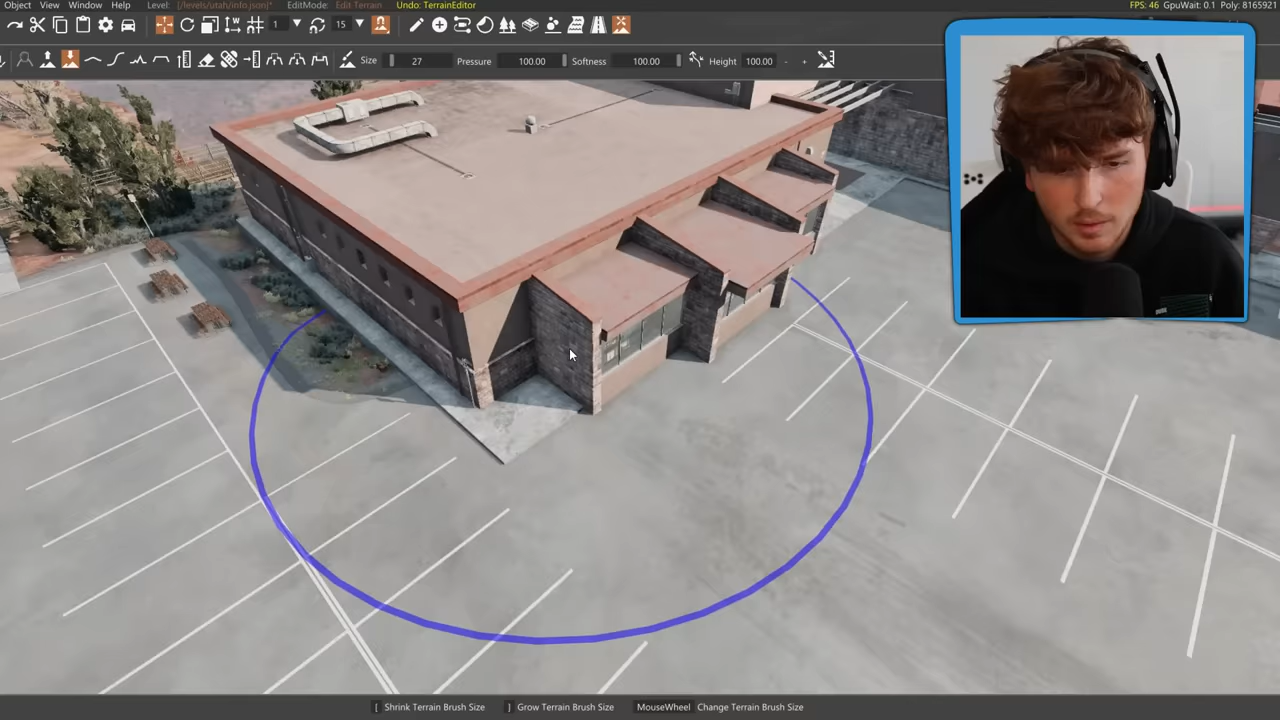 Object View Window Help Level: [/levels/utah/info.json]* EditMode: Edit Terrain Undo: TerrainEditor FPS: 46 GpuWait: 0.1 Poly: 8165921
1 15
Size 27 Pressure 100.00 Softness 100.00 Height 100.00 - +
[ Shrink Terrain Brush Size ] Grow Terrain Brush Size MouseWheel Change Terrain Brush Size